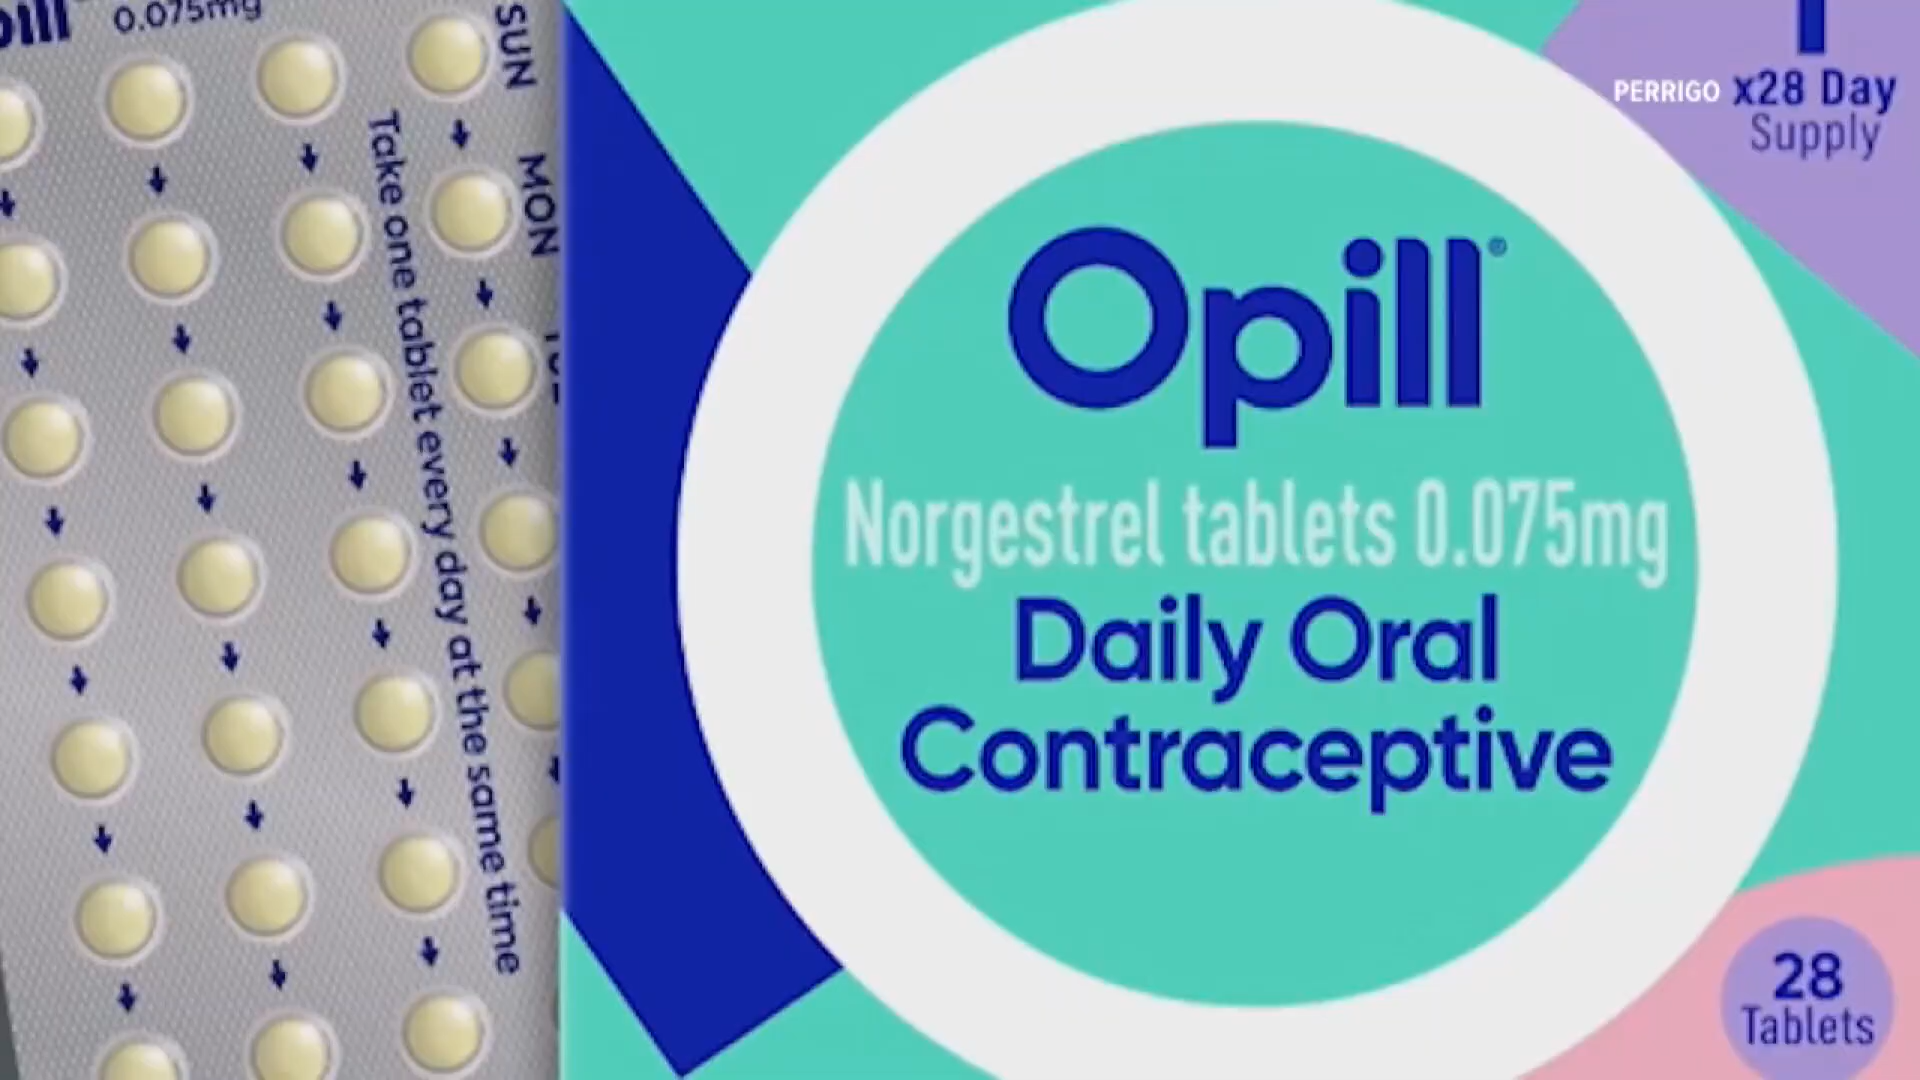 0.075mg
SUN
MON
Take one tablet every day at the same time
PERRIGO
1
x28 Day
Supply
Opill®
Norgestrel tablets 0.075mg
Daily Oral
Contraceptive
28
Tablets